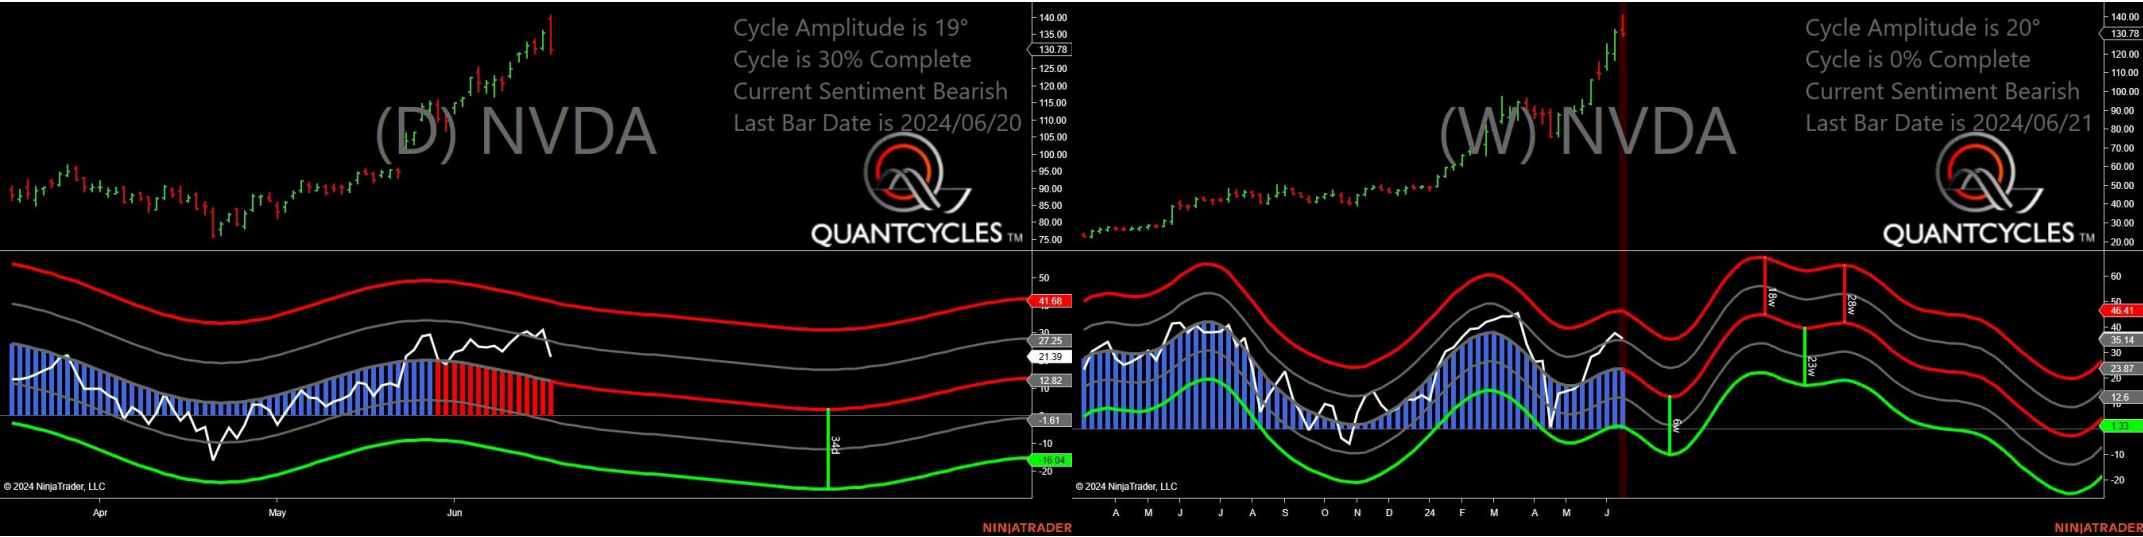 Cycle Amplitude is 19°
Cycle is 30% Complete
Current Sentiment Bearish
Last Bar Date is 2024/06/20
(D) NVDA
QUANTCYCLES TM
140.00
135.00
130.78
125.00
120.00
115.00
110.00
105.00
100.00
95.00
90.00
85.00
80.00
75.00
50
41.68
30
27.25
21.39
12.82
-1.61
-10
-16.04
-20
34d
© 2024 NinjaTrader, LLC
Apr May Jun
NINJATRADER
Cycle Amplitude is 20°
Cycle is 0% Complete
Current Sentiment Bearish
Last Bar Date is 2024/06/21
(W) NVDA
QUANTCYCLES TM
140.00
130.78
120.00
110.00
100.00
90.00
80.00
70.00
60.00
50.00
40.00
30.00
20.00
60
50
46.41
40
35.14
30
23.87
20
12.6
1.33
-10
-20
6w
18w
23w
28w
© 2024 NinjaTrader, LLC
A M J J A S O N D 24 F M A M J
NINJATRADER